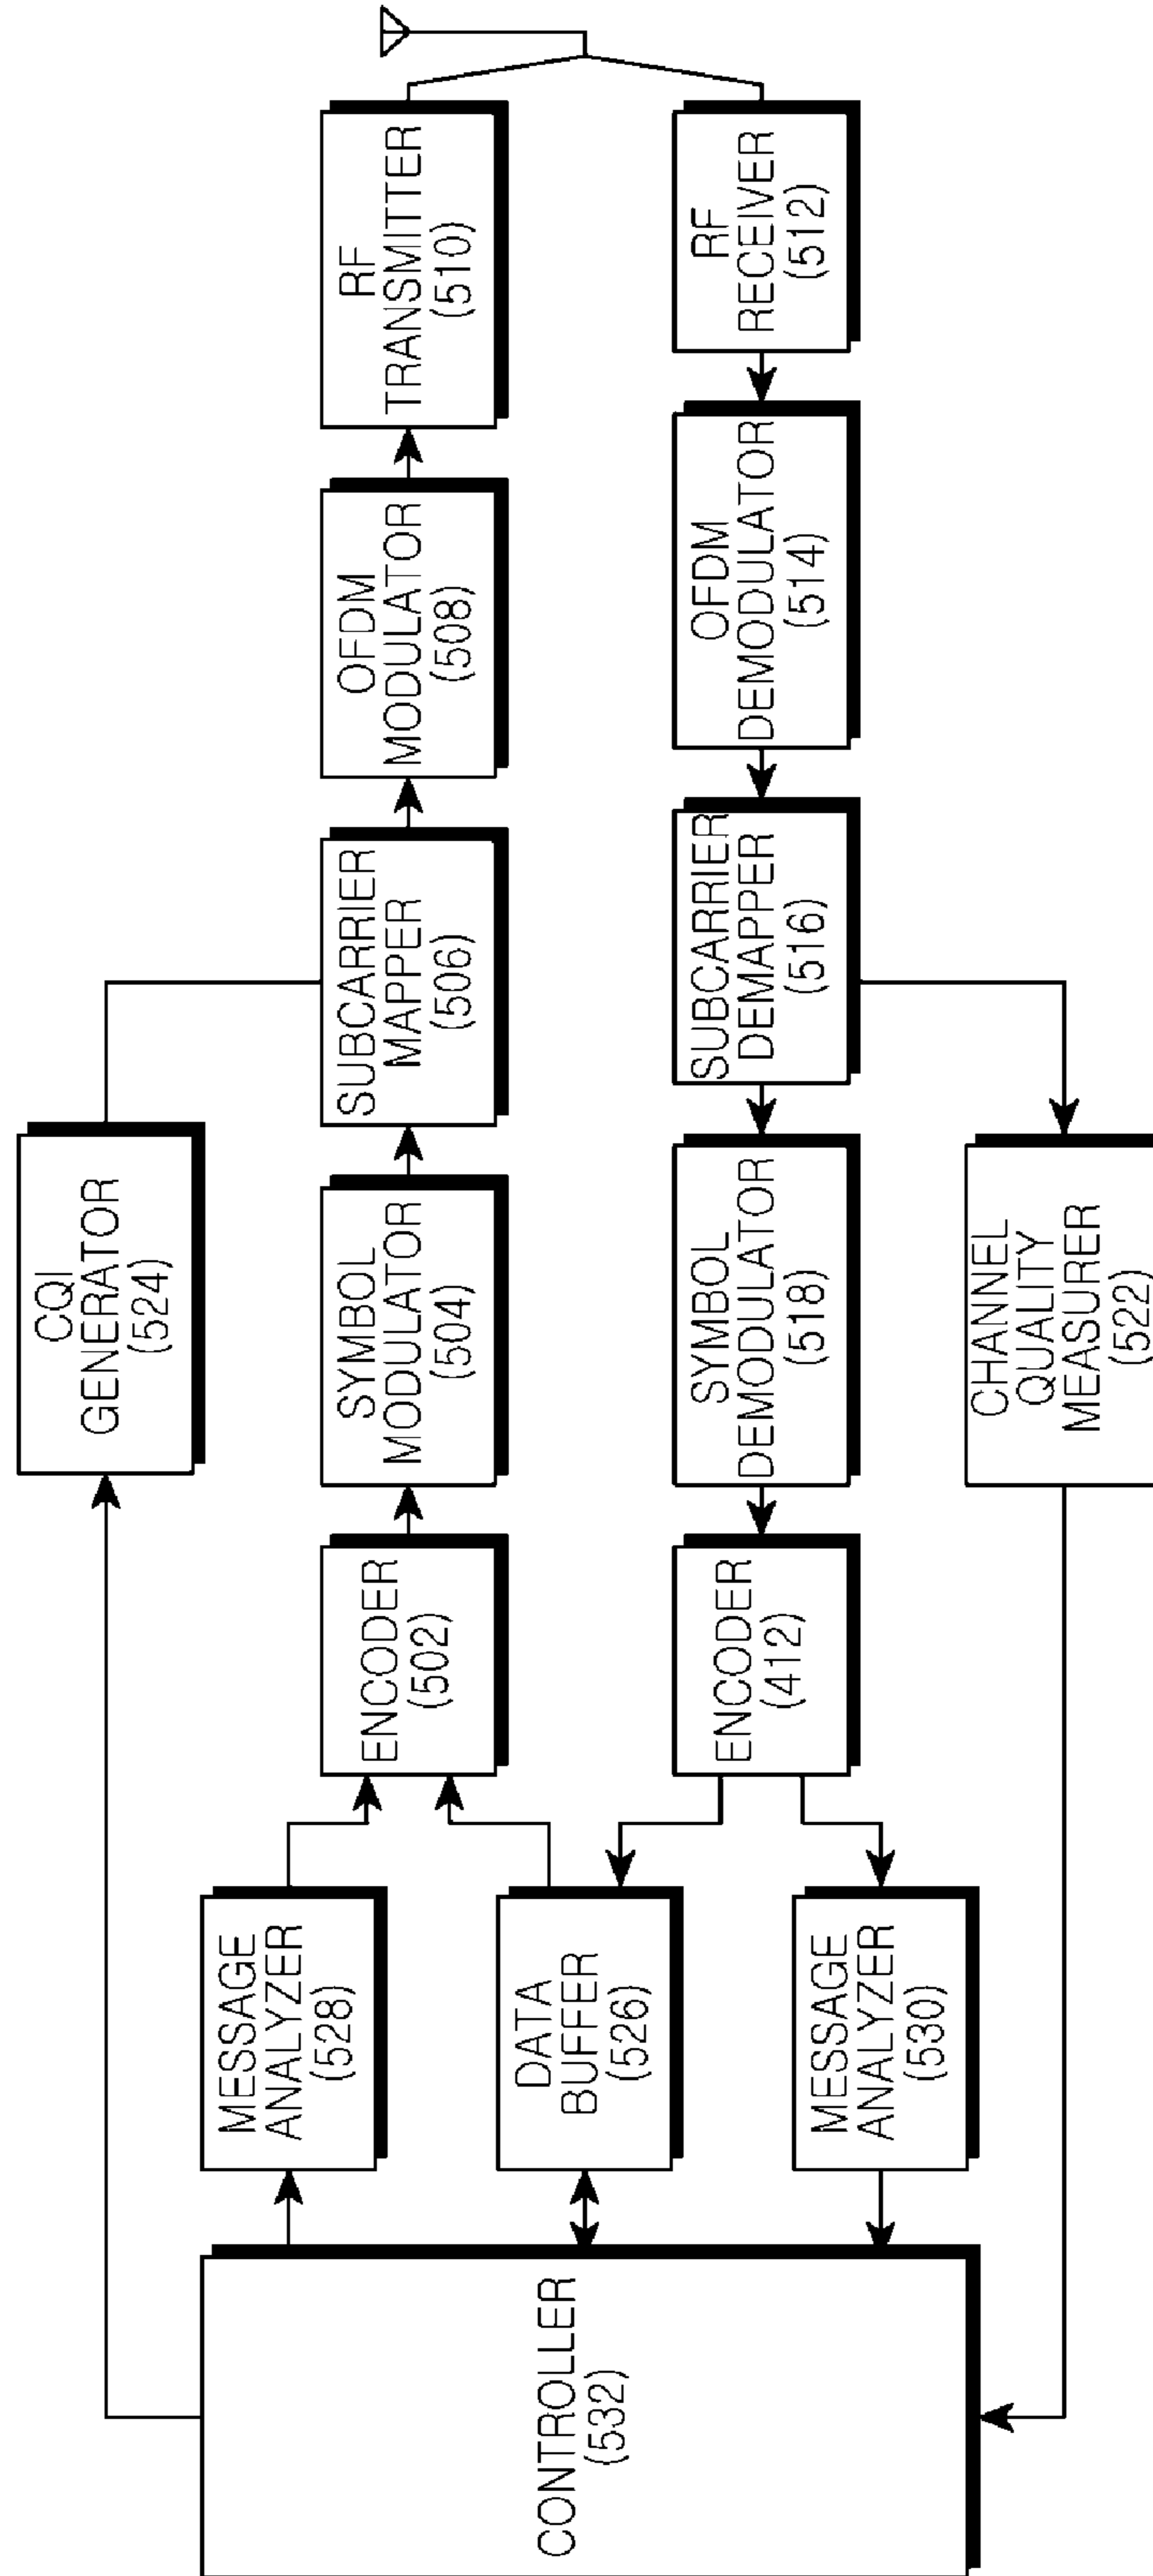 CQI
GENERATOR
(524)
MESSAGE
ANALYZER
(528)
ENCODER
(502)
SYMBOL
MODULATOR
(504)
SUBCARRIER
MAPPER
(506)
OFDM
MODULATOR
(508)
RF
TRANSMITTER
(510)
CONTROLLER
(532)
DATA
BUFFER
(526)
MESSAGE
ANALYZER
(530)
ENCODER
(412)
SYMBOL
DEMODULATOR
(518)
SUBCARRIER
DEMAPPER
(516)
OFDM
DEMODULATOR
(514)
RF
RECEIVER
(512)
CHANNEL
QUALITY
MEASURER
(522)